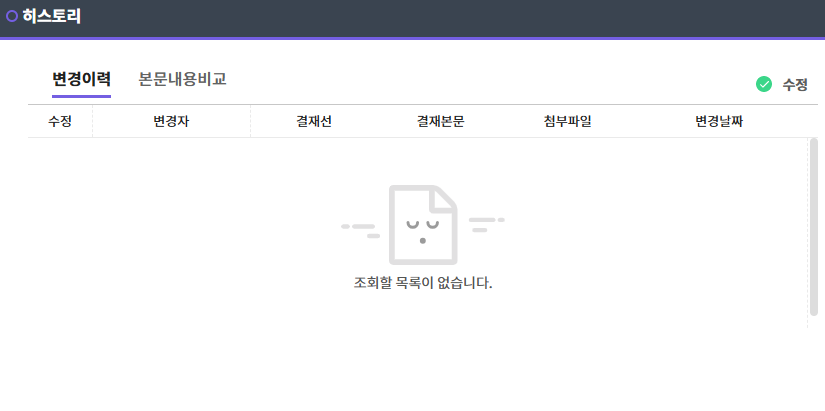 히스토리
변경이력 본문내용비교 수정
수정 변경자 결재선 결재본문 첨부파일 변경날짜
조회할 목록이 없습니다.